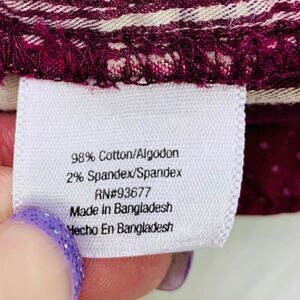 98% Cotton/Algodon
2% Spandex/Spandex
RN#93677
Made In Bangladesh
Hecho En Bangladesh